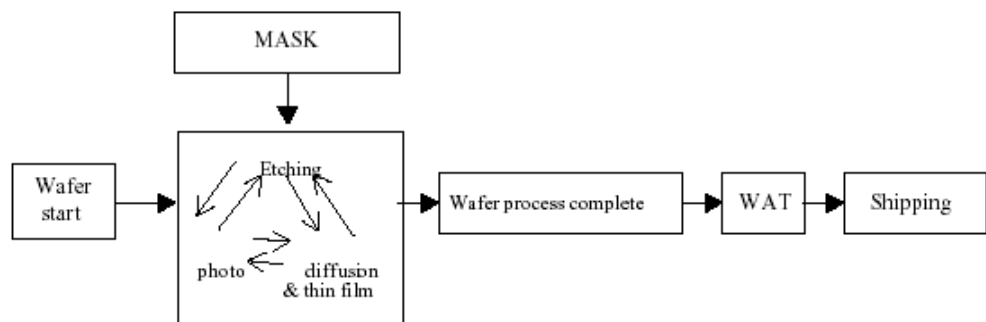 MASK
Wafer
start
Etching
photo
diffusion
& thin film
Wafer process complete
WAT
Shipping